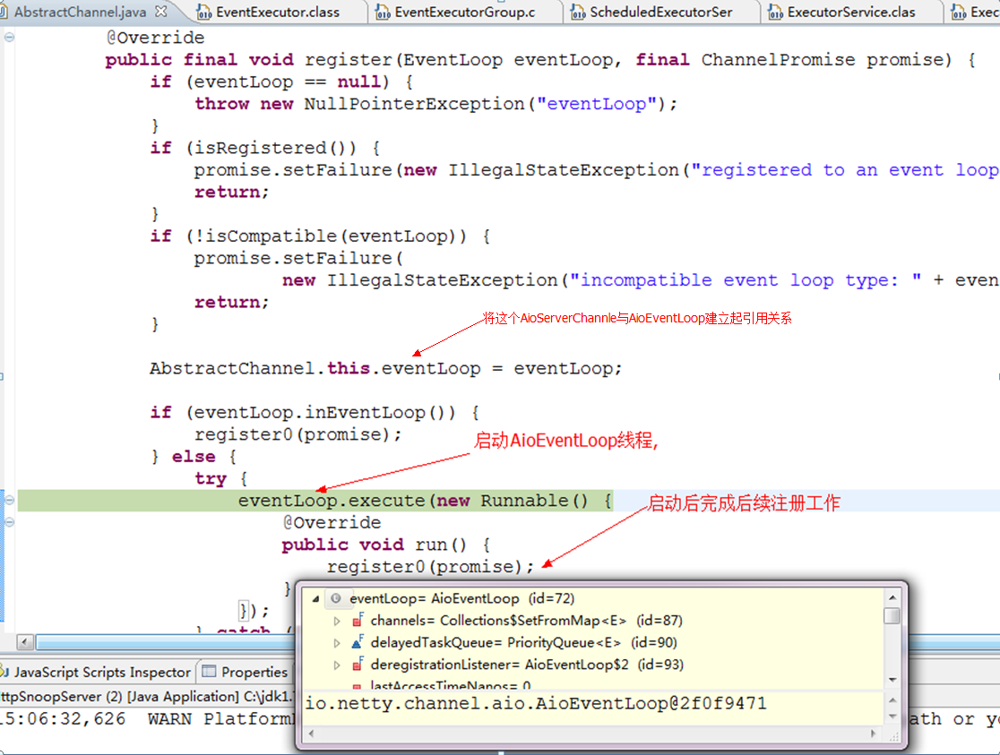 AbstractChannel.java EventExecutor.class EventExecutorGroup.c ScheduledExecutorSer ExecutorService.clas Exec
@Override
public final void register(EventLoop eventLoop, final ChannelPromise promise) {
if (eventLoop == null) {
throw new NullPointerException("eventLoop");
}
if (isRegistered()) {
promise.setFailure(new IllegalStateException("registered to an event loop
return;
}
if (!isCompatible(eventLoop)) {
promise.setFailure(
new IllegalStateException("incompatible event loop type: " + even
return;
}
将这个AioServerChannle与AioEventLoop建立起引用关系
AbstractChannel.this.eventLoop = eventLoop;
if (eventLoop.inEventLoop()) {
register0(promise);
启动AioEventLoop线程,
} else {
try {
eventLoop.execute(new Runnable() {
启动后完成后续注册工作
@Override
public void run() {
register0(promise);
}
});
} catch (
eventLoop= AioEventLoop (id=72)
channels= Collections$SetFromMap<E> (id=87)
delayedTaskQueue= PriorityQueue<E> (id=90)
deregistrationListener= AioEventLoop$2 (id=93)
lastAccessTimeNanos= 0
io.netty.channel.aio.AioEventLoop@2f0f9471
JavaScript Scripts Inspector Properties
ttpSnoopServer (2) [Java Application] C:\jdk1.
5:06:32,626 WARN Platform ath or yo